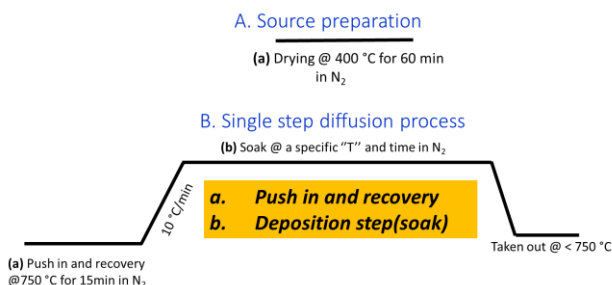 A. Source preparation
(a) Drying @ 400 °C for 60 min
in N₂
B. Single step diffusion process
(b) Soak @ a specific “T” and time in N₂
10 °C/min
a. Push in and recovery
b. Deposition step(soak)
(a) Push in and recovery
@750 °C for 15min in N₂
Taken out @ < 750 °C